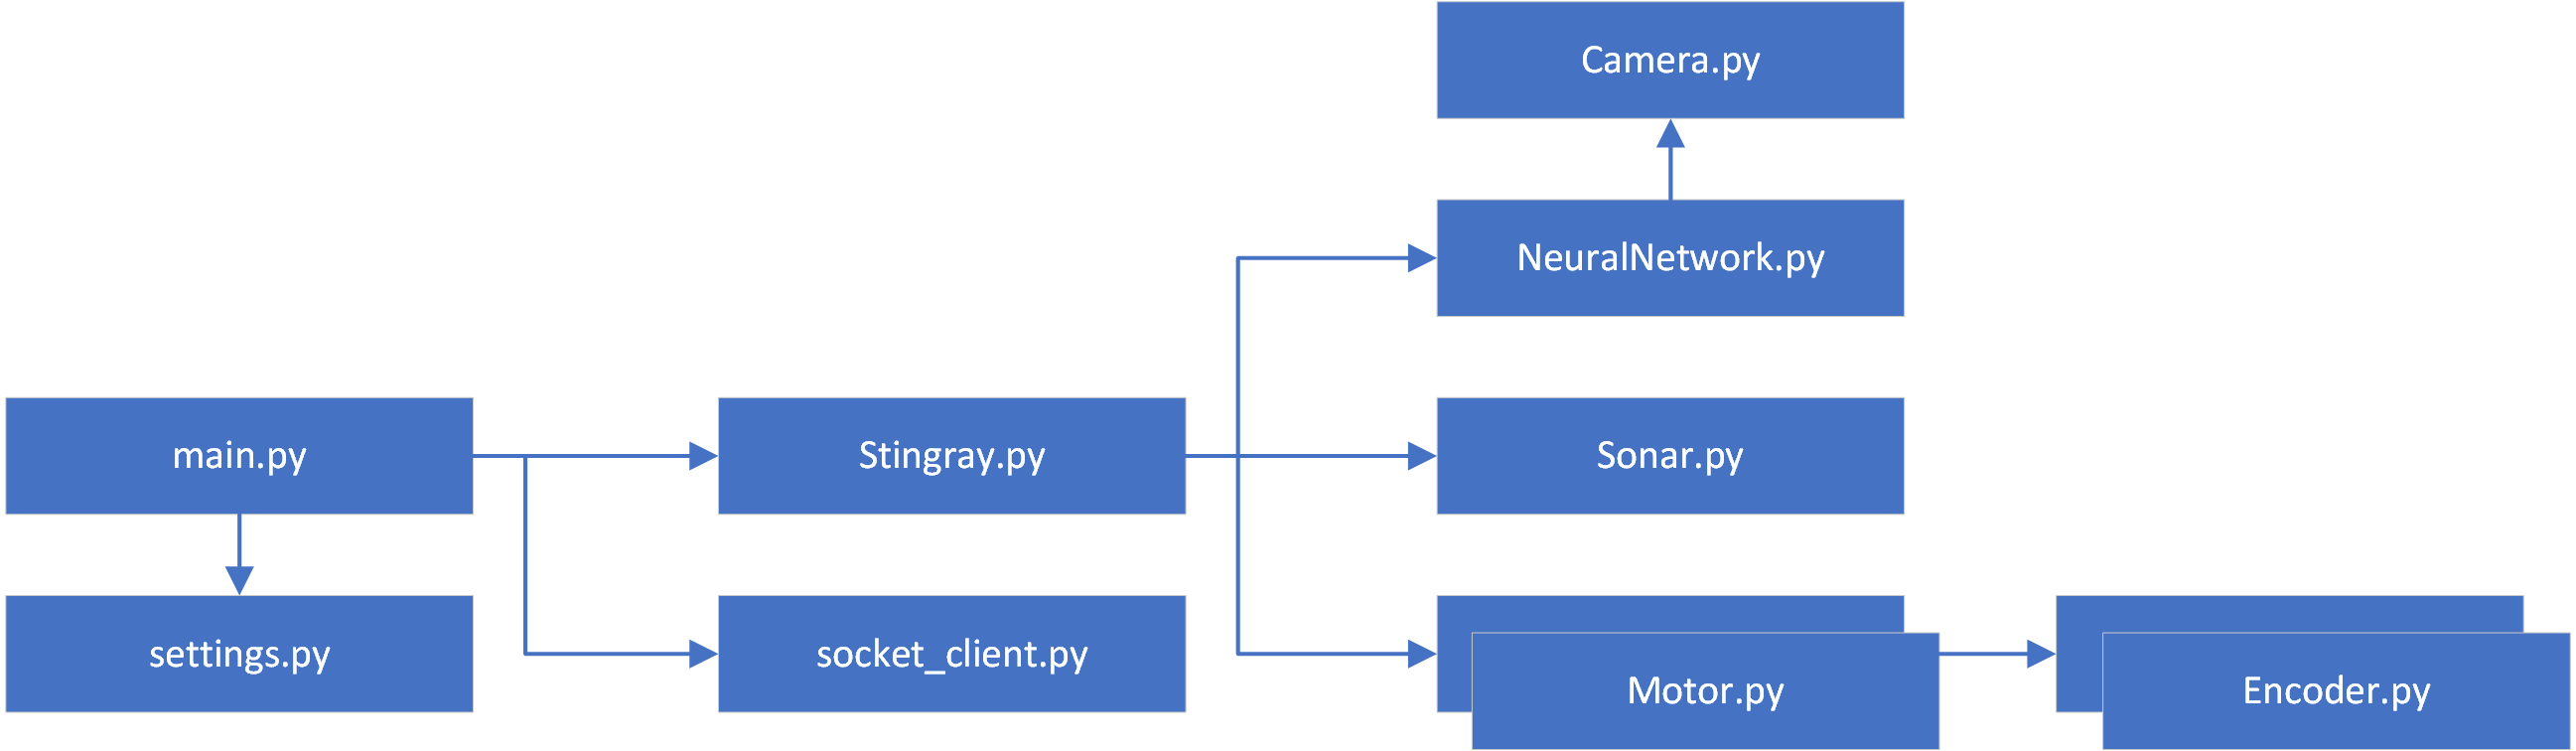 Camera.py
NeuralNetwork.py
main.py
Stingray.py
Sonar.py
settings.py
socket_client.py
Motor.py
Encoder.py